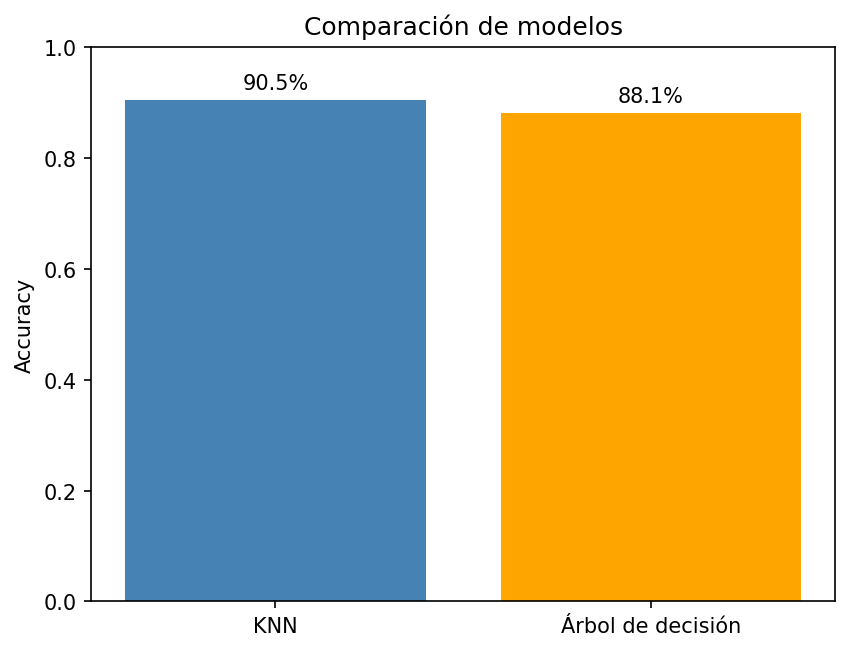 Comparación de modelos
1.0
0.8
0.6
0.4
0.2
0.0
Accuracy
90.5%
88.1%
KNN
Árbol de decisión